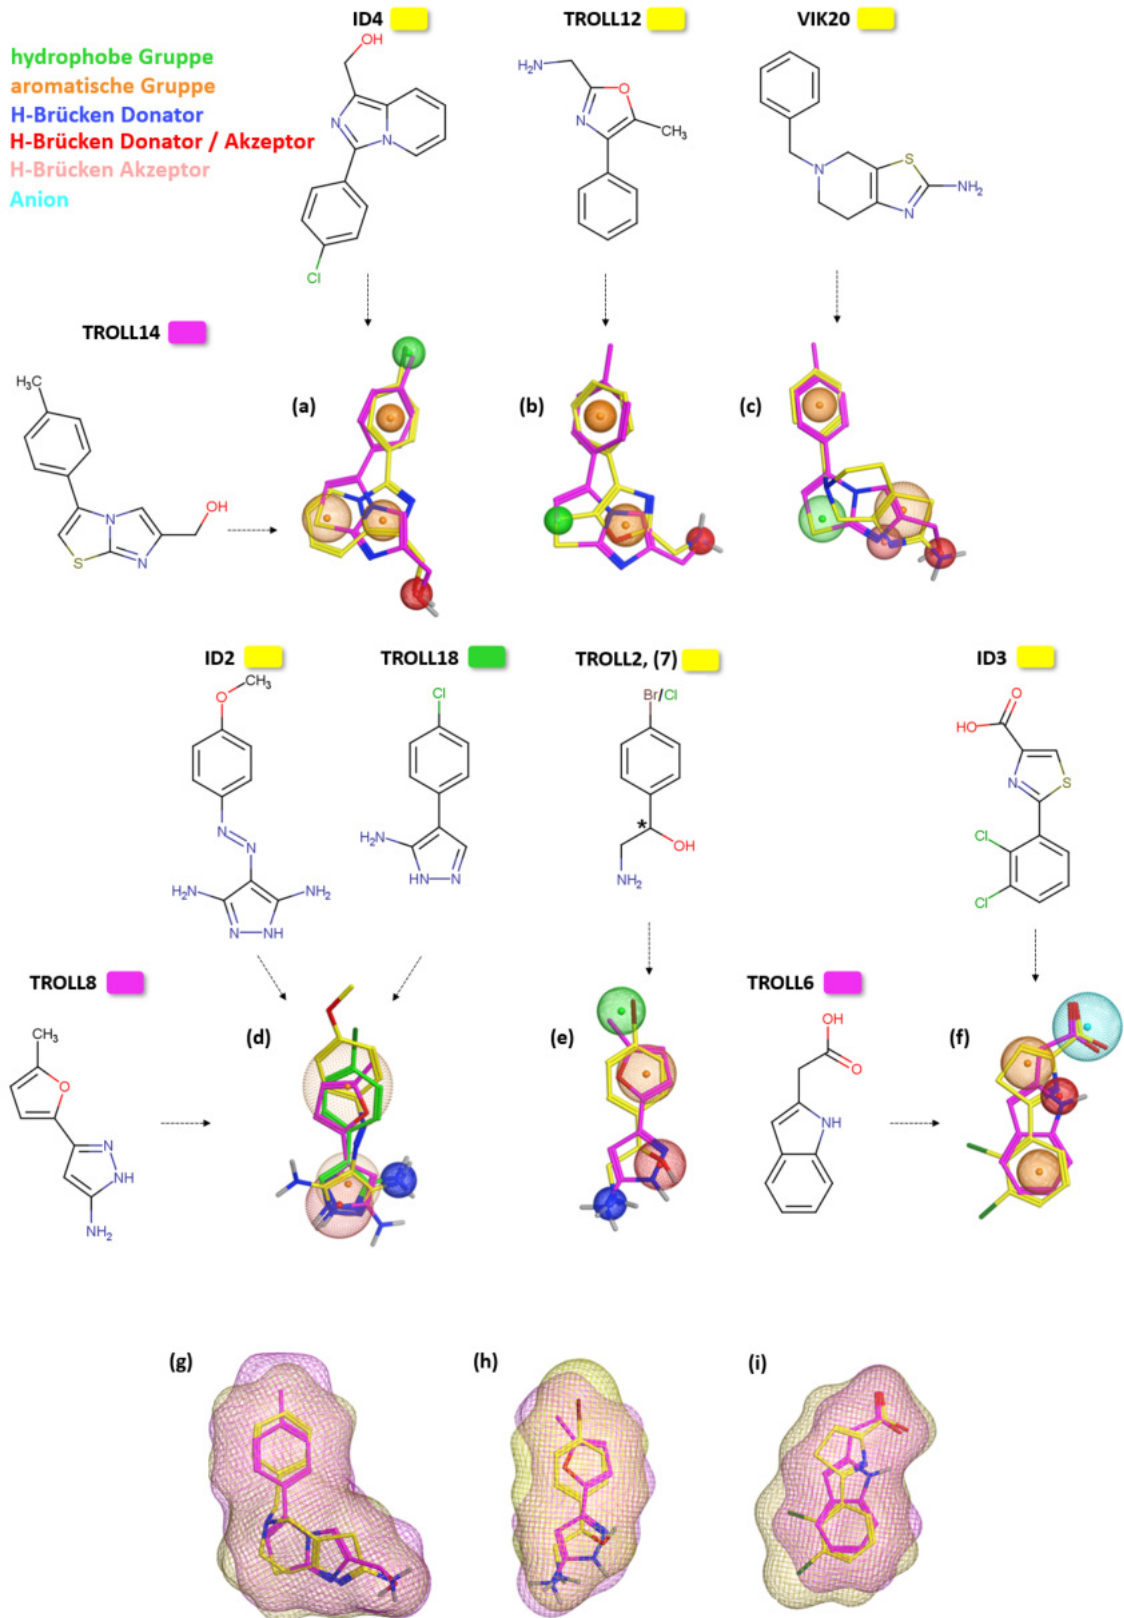 ID4
TROLL12
VIK20
hydrophobe Gruppe
aromatische Gruppe
H-Brücken Donator
H-Brücken Donator / Akzeptor
H-Brücken Akzeptor
Anion
OH
N
N
Cl
H₂N
O
N
CH₃
N
S
N
NH₂
TROLL14
H₃C
N
OH
S
N
(a)
(b)
(c)
ID2
TROLL18
TROLL2, (7)
ID3
O
CH₃
N
N
H₂N
NH₂
N
NH
Cl
H₂N
HN
N
Br/Cl
*
OH
NH₂
O
HO
N
S
Cl
Cl
TROLL8
CH₃
O
N
NH
NH₂
(d)
(e)
TROLL6
OH
O
NH
(f)
(g)
(h)
(i)